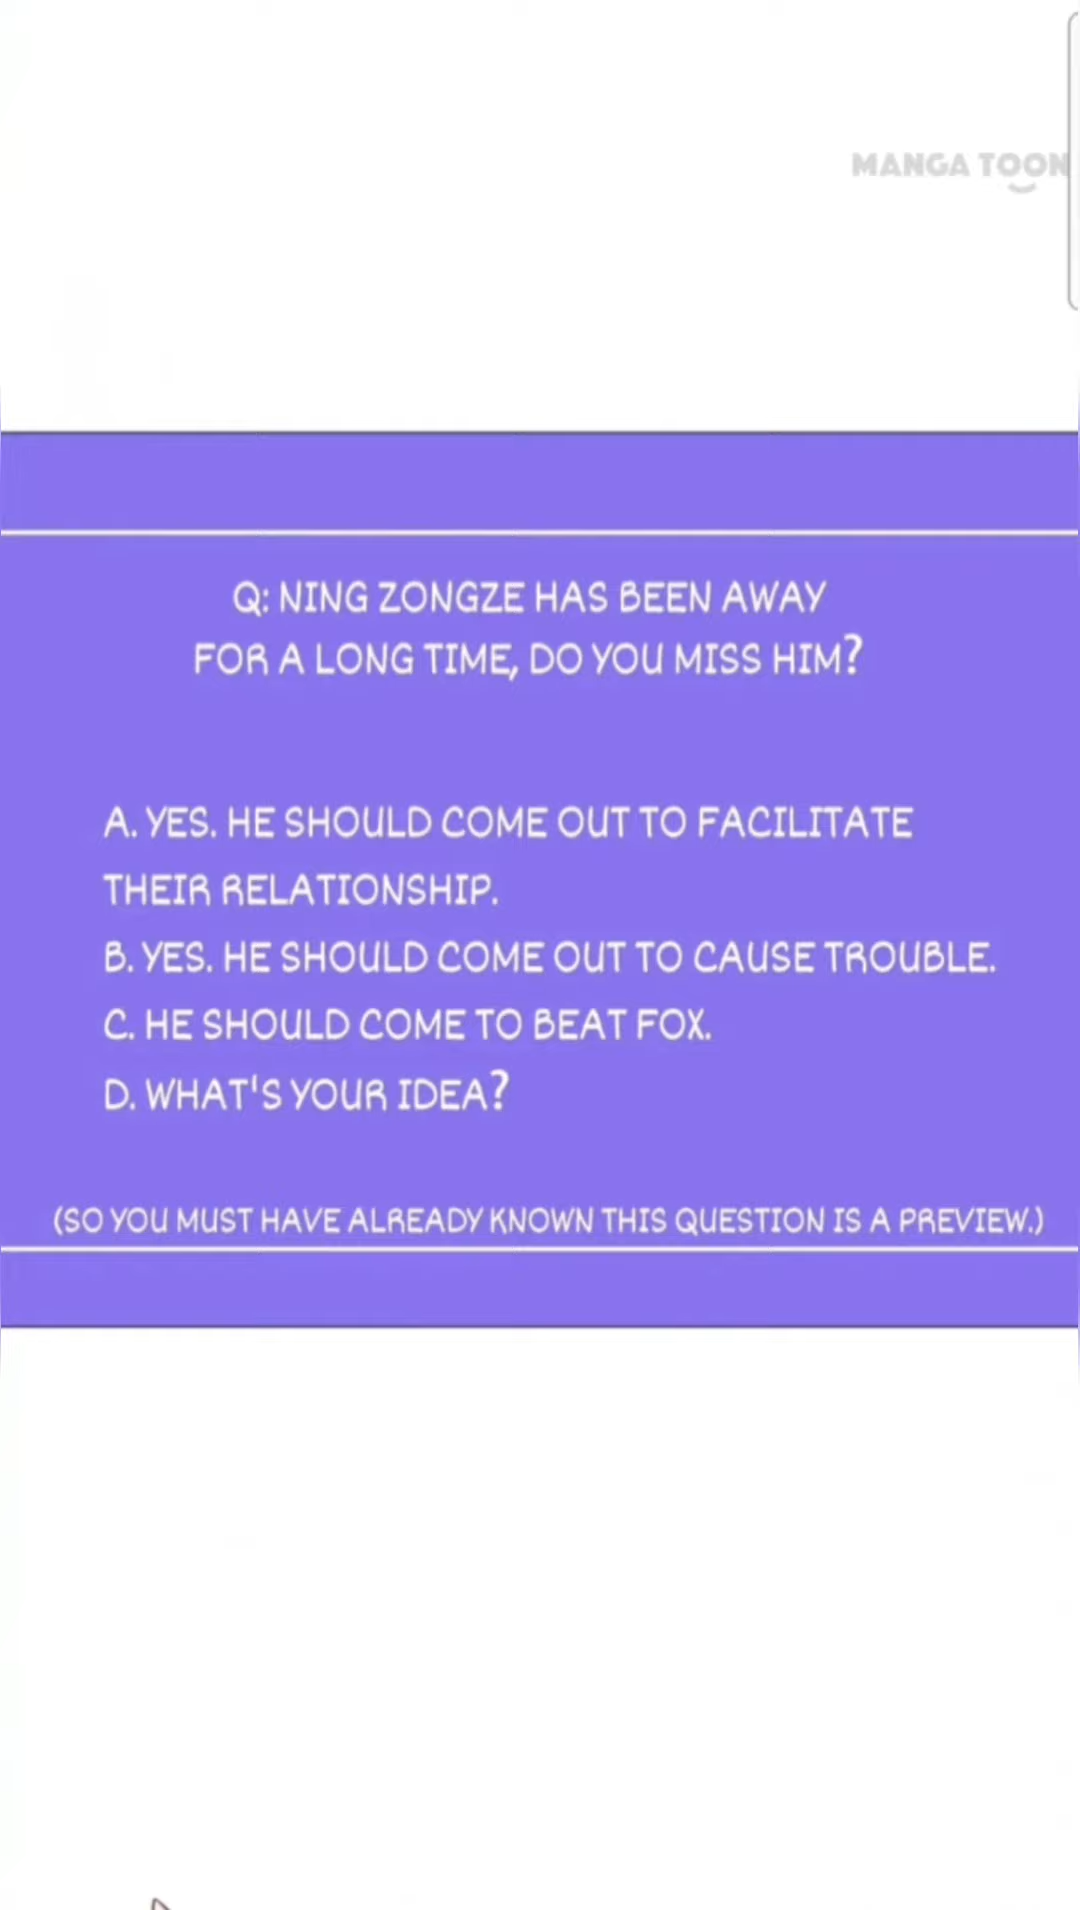 MANGA TOON
Q: NING ZONGZE HAS BEEN AWAY
FOR A LONG TIME, DO YOU MISS HIM?
A. YES. HE SHOULD COME OUT TO FACILITATE
THEIR RELATIONSHIP.
B. YES. HE SHOULD COME OUT TO CAUSE TROUBLE.
C. HE SHOULD COME TO BEAT FOX.
D. WHAT'S YOUR IDEA?
(SO YOU MUST HAVE ALREADY KNOWN THIS QUESTION IS A PREVIEW.)